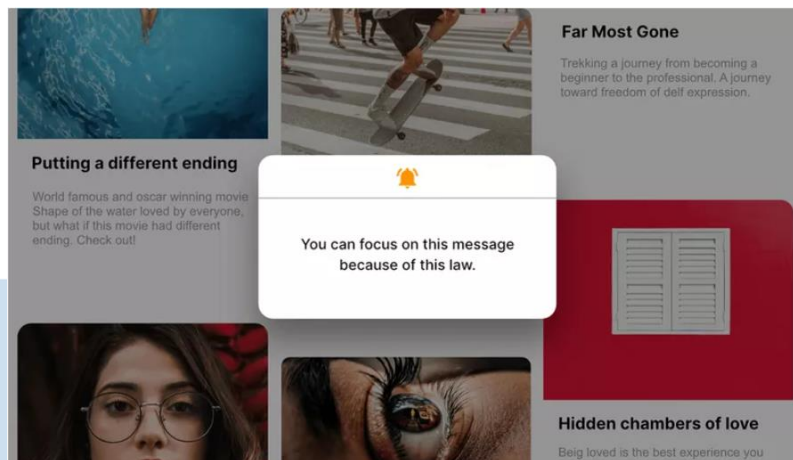 Far Most Gone
Trekking a journey from becoming a
beginner to the professional. A journey
toward freedom of delf expression.
Putting a different ending
World famous and oscar winning movie
Shape of the water loved by everyone,
but what if this movie had different
ending. Check out!
You can focus on this message
because of this law.
Hidden chambers of love
Beig loved is the best experience you